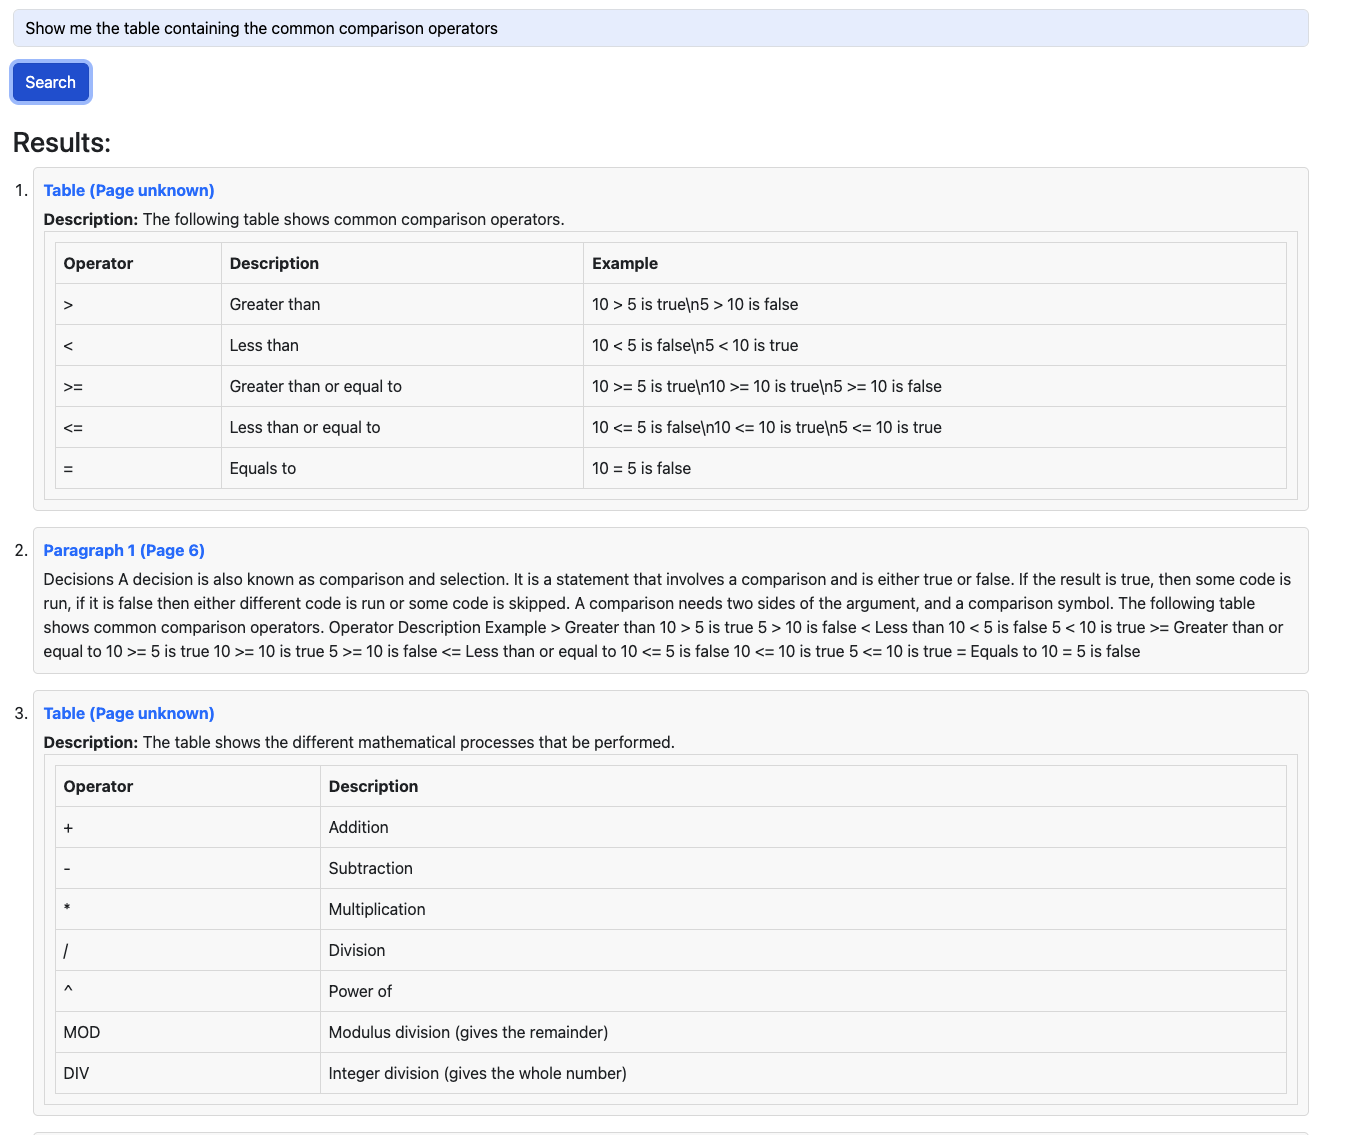 Show me the table containing the common comparison operators
Search
Results:
1. Table (Page unknown)
Description: The following table shows common comparison operators.
Operator Description Example
> Greater than 10 > 5 is true\n5 > 10 is false
< Less than 10 < 5 is false\n5 < 10 is true
>= Greater than or equal to 10 >= 5 is true\n10 >= 10 is true\n5 >= 10 is false
<= Less than or equal to 10 <= 5 is false\n10 <= 10 is true\n5 <= 10 is true
= Equals to 10 = 5 is false
2. Paragraph 1 (Page 6)
Decisions A decision is also known as comparison and selection. It is a statement that involves a comparison and is either true or false. If the result is true, then some code is
run, if it is false then either different code is run or some code is skipped. A comparison needs two sides of the argument, and a comparison symbol. The following table
shows common comparison operators. Operator Description Example > Greater than 10 > 5 is true 5 > 10 is false < Less than 10 < 5 is false 5 < 10 is true >= Greater than or
equal to 10 >= 5 is true 10 >= 10 is true 5 >= 10 is false <= Less than or equal to 10 <= 5 is false 10 <= 10 is true 5 <= 10 is true = Equals to 10 = 5 is false
3. Table (Page unknown)
Description: The table shows the different mathematical processes that be performed.
Operator Description
+ Addition
- Subtraction
* Multiplication
/ Division
^ Power of
MOD Modulus division (gives the remainder)
DIV Integer division (gives the whole number)